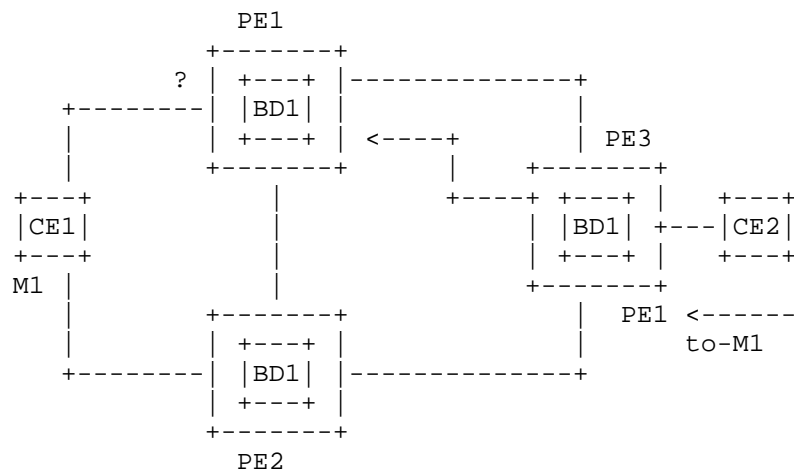 PE1
?
BD1
PE3
CE1
BD1
CE2
M1
PE1 <------
to-M1
BD1
PE2